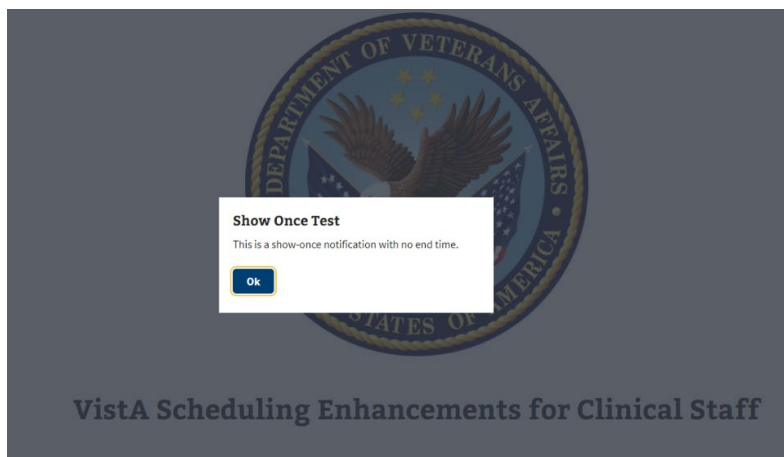 DEPARTMENT OF VETERANS AFFAIRS
Show Once Test
This is a show-once notification with no end time.
Ok
STATES OF AMERICA
VistA Scheduling Enhancements for Clinical Staff